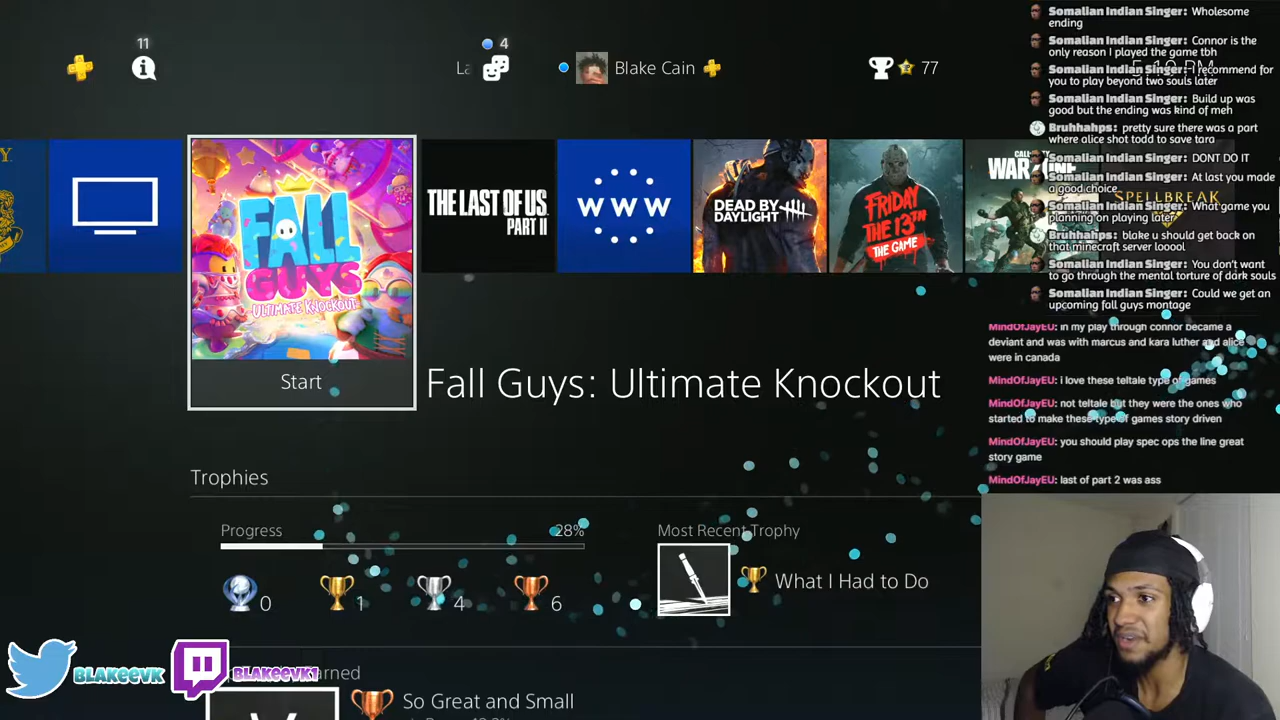 11
4
La
Blake Cain
77
5:19 PM
FALL
GUYS
ULTIMATE KNOCKOUT
Start
THE LAST OF US
PART II
WWW
DEAD BY
DAYLIGHT
FRIDAY
THE 13TH
THE GAME
CALL OF DUTY
WARZONE
SPELLBREAK
Fall Guys: Ultimate Knockout
Trophies
Progress
28%
0
1
4
6
Most Recent Trophy
What I Had to Do
So Great and Small
BLAKEEVK
BLAKEEVK1
Somalian Indian Singer: Wholesome
ending
Somalian Indian Singer: Connor is the
only reason I played the game tbh
Somalian Indian Singer: I recommend for
you to play beyond two souls later
Somalian Indian Singer: Build up was
good but the ending was kind of meh
Bruhhahps: pretty sure there was a part
where alice shot todd to save tara
Somalian Indian Singer: DONT DO IT
Somalian Indian Singer: At last you made
a good choice
Somalian Indian Singer: What game you
planning on playing later
Bruhhahps: blake u should get back on
that minecraft server loool
Somalian Indian Singer: You don't want
to go through the mental torture of dark souls
Somalian Indian Singer: Could we get an
upcoming fall guys montage
MindOfJayEU: in my play through connor became a
deviant and was with marcus and kara luther and alice
were in canada
MindOfJayEU: i love these teltale type of games
MindOfJayEU: not teltale but they were the ones who
started to make these type of games story driven
MindOfJayEU: you should play spec ops the line great
story game
MindOfJayEU: last of part 2 was ass